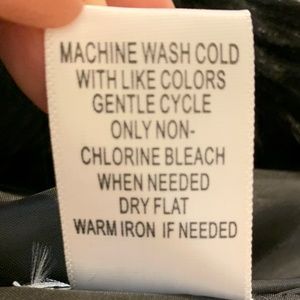 MACHINE WASH COLD
WITH LIKE COLORS
GENTLE CYCLE
ONLY NON-
CHLORINE BLEACH
WHEN NEEDED
DRY FLAT
WARM IRON IF NEEDED